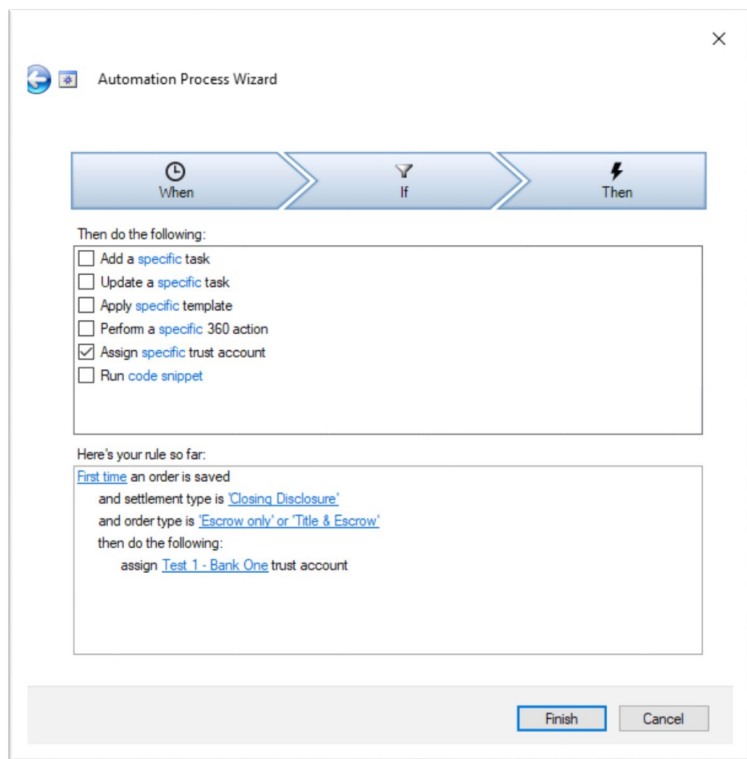 Automation Process Wizard
When
If
Then
Then do the following:
Add a specific task
Update a specific task
Apply specific template
Perform a specific 360 action
Assign specific trust account
Run code snippet
Here's your rule so far:
First time an order is saved
and settlement type is 'Closing Disclosure'
and order type is 'Escrow only' or 'Title & Escrow'
then do the following:
assign Test 1 - Bank One trust account
Finish
Cancel